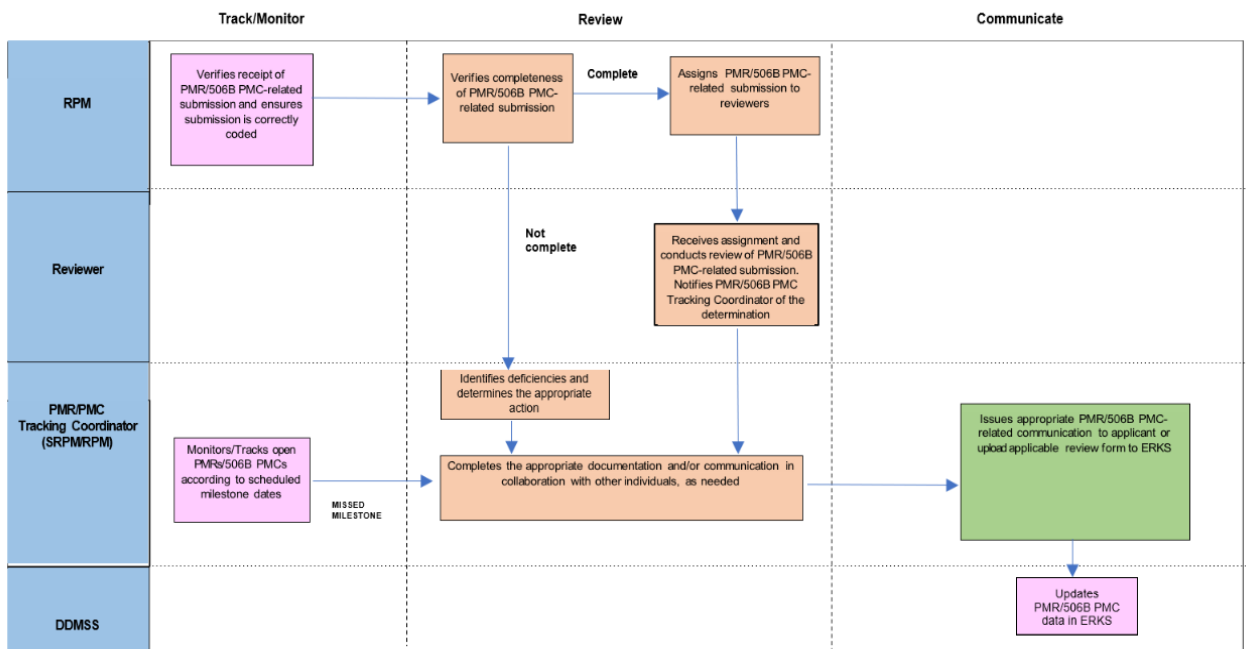 Track/Monitor
Review
Communicate
RPM
Verifies receipt of
PMR/506B PMC-related
submission and ensures
submission is correctly
coded
Verifies completeness
of PMR/506B PMC-
related submission
Complete
Assigns PMR/506B PMC-
related submission to
reviewers
Reviewer
Not
complete
Receives assignment and
conducts review of PMR/506B
PMC-related submission.
Notifies PMR/506B PMC
Tracking Coordinator of the
determination
PMR/PMC
Tracking Coordinator
(SRPM/RPM)
Identifies deficiencies and
determines the appropriate
action
Monitors/Tracks open
PMRs/506B PMCs
according to scheduled
milestone dates
MISSED
MILESTONE
Completes the appropriate documentation and/or communication in
collaboration with other individuals, as needed
Issues appropriate PMR/506B PMC-
related communication to applicant or
upload applicable review form to ERKS
DDMSS
Updates
PMR/506B PMC
data in ERKS